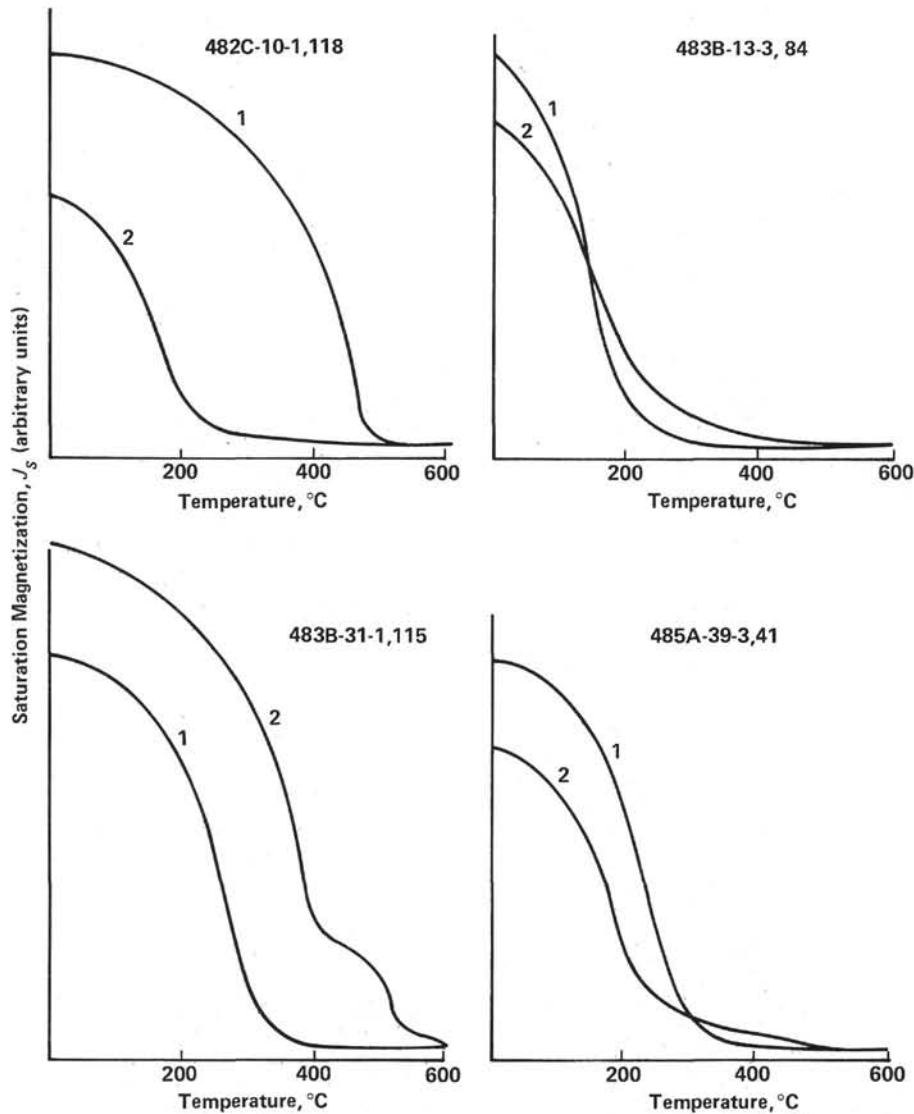 482C-10-1,118
1
2
200
400
600
Temperature, °C
483B-13-3, 84
1
2
200
400
600
Temperature, °C
Saturation Magnetization, Js (arbitrary units)
483B-31-1,115
2
1
200
400
600
Temperature, °C
485A-39-3,41
1
2
200
400
600
Temperature, °C